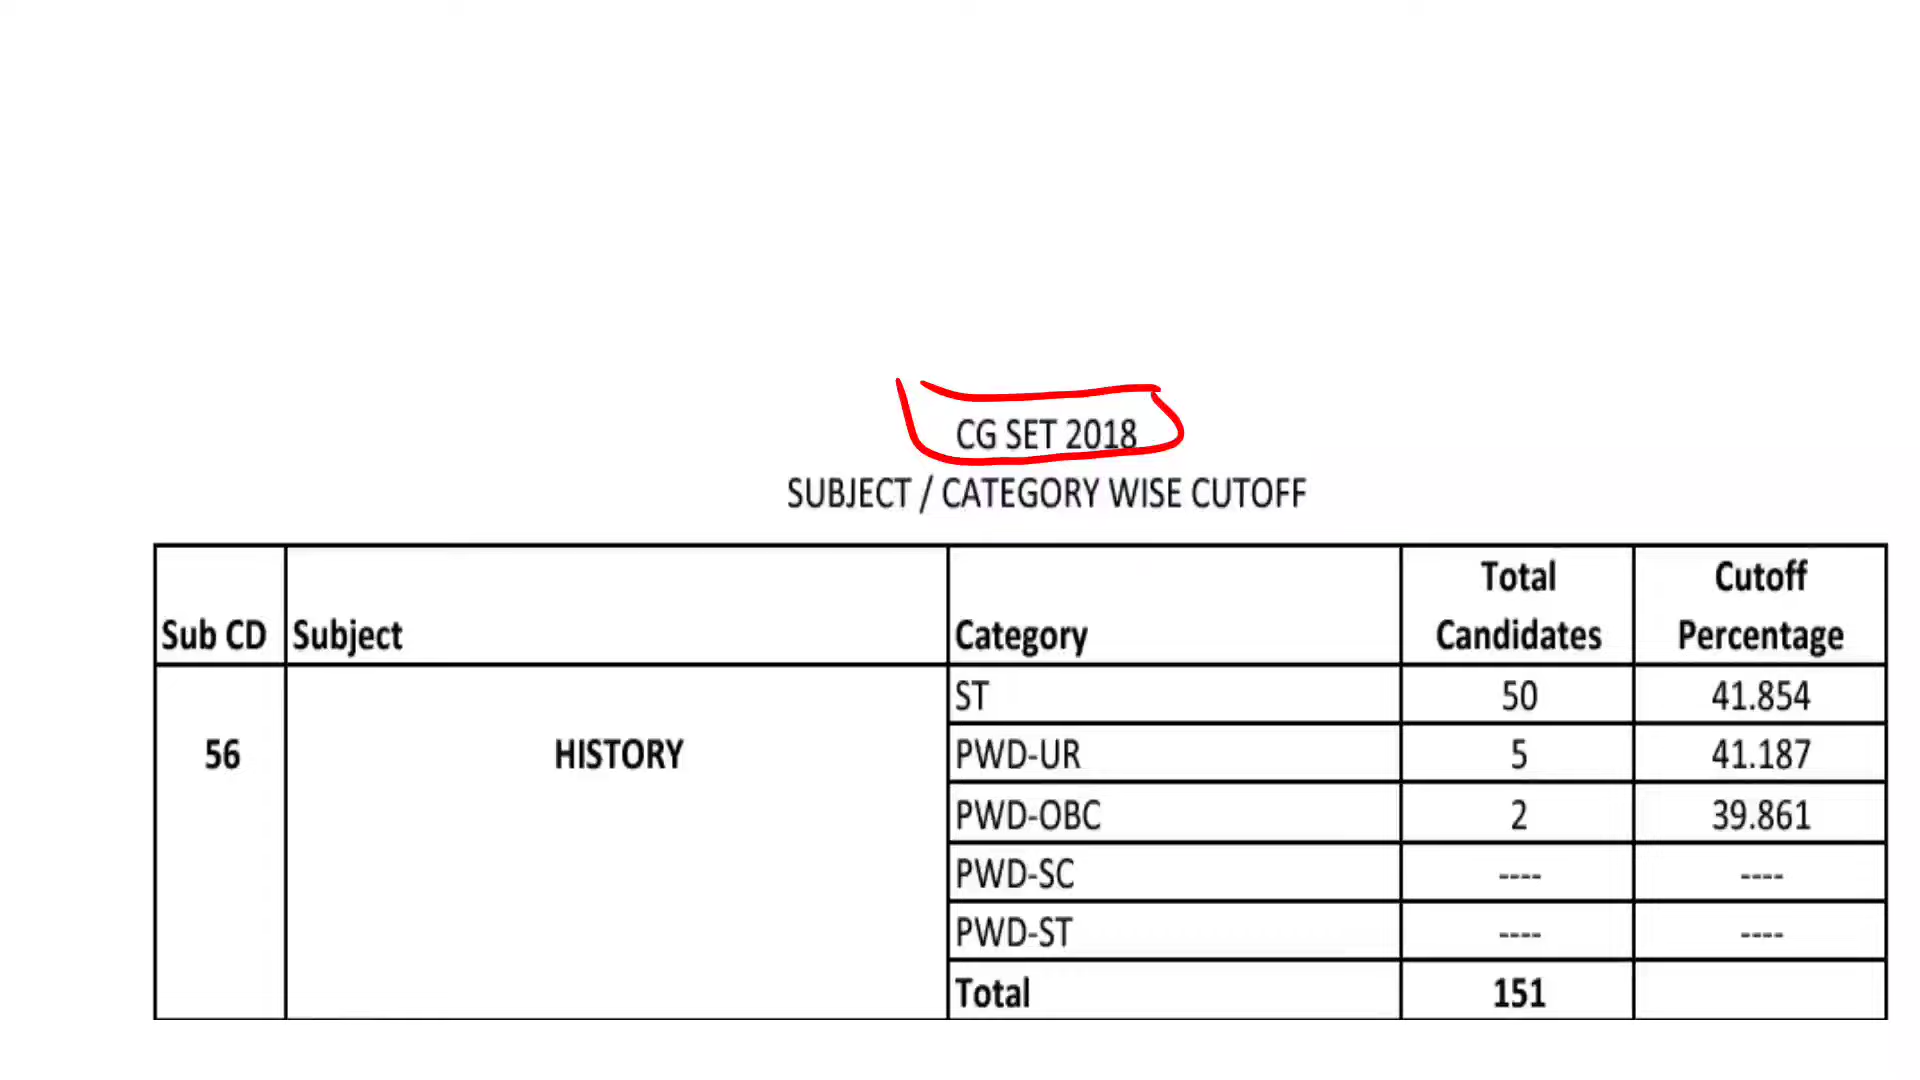 CG SET 2018
SUBJECT / CATEGORY WISE CUTOFF
Sub CD Subject Category Total Candidates Cutoff Percentage
56 HISTORY ST 50 41.854
PWD-UR 5 41.187
PWD-OBC 2 39.861
PWD-SC ---- ----
PWD-ST ---- ----
Total 151